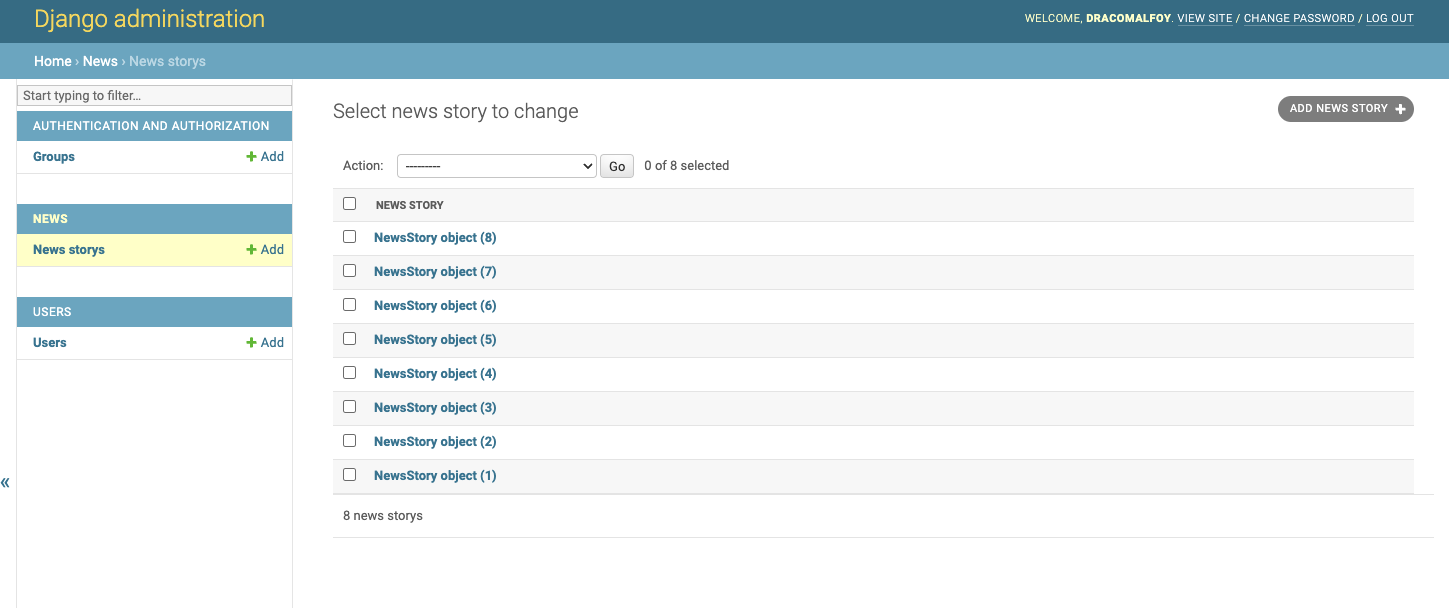 Django administration
WELCOME, DRACOMALFOY. VIEW SITE / CHANGE PASSWORD / LOG OUT
Home › News › News storys
Start typing to filter...
AUTHENTICATION AND AUTHORIZATION
Groups + Add
NEWS
News storys + Add
USERS
Users + Add
«
Select news story to change
ADD NEWS STORY +
Action: --------- Go 0 of 8 selected
NEWS STORY
NewsStory object (8)
NewsStory object (7)
NewsStory object (6)
NewsStory object (5)
NewsStory object (4)
NewsStory object (3)
NewsStory object (2)
NewsStory object (1)
8 news storys